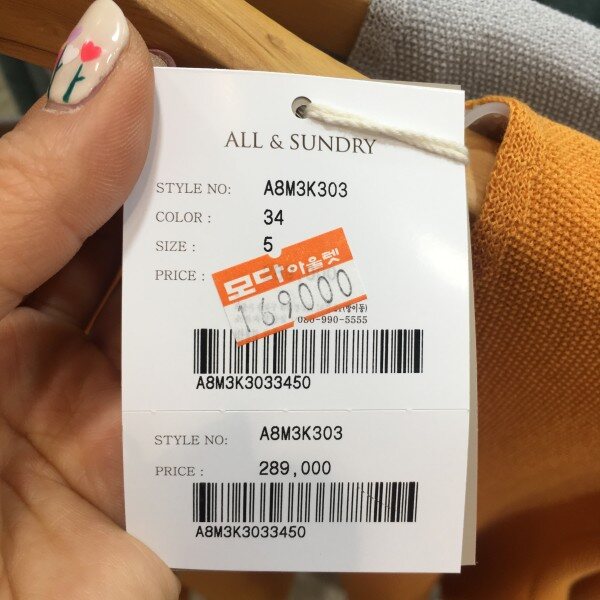 ALL & SUNDRY
STYLE NO: A8M3K303
COLOR : 34
SIZE : 5
PRICE :
모다아울렛
169000
080-990-5555
A8M3K3033450
STYLE NO: A8M3K303
PRICE : 289,000
A8M3K3033450